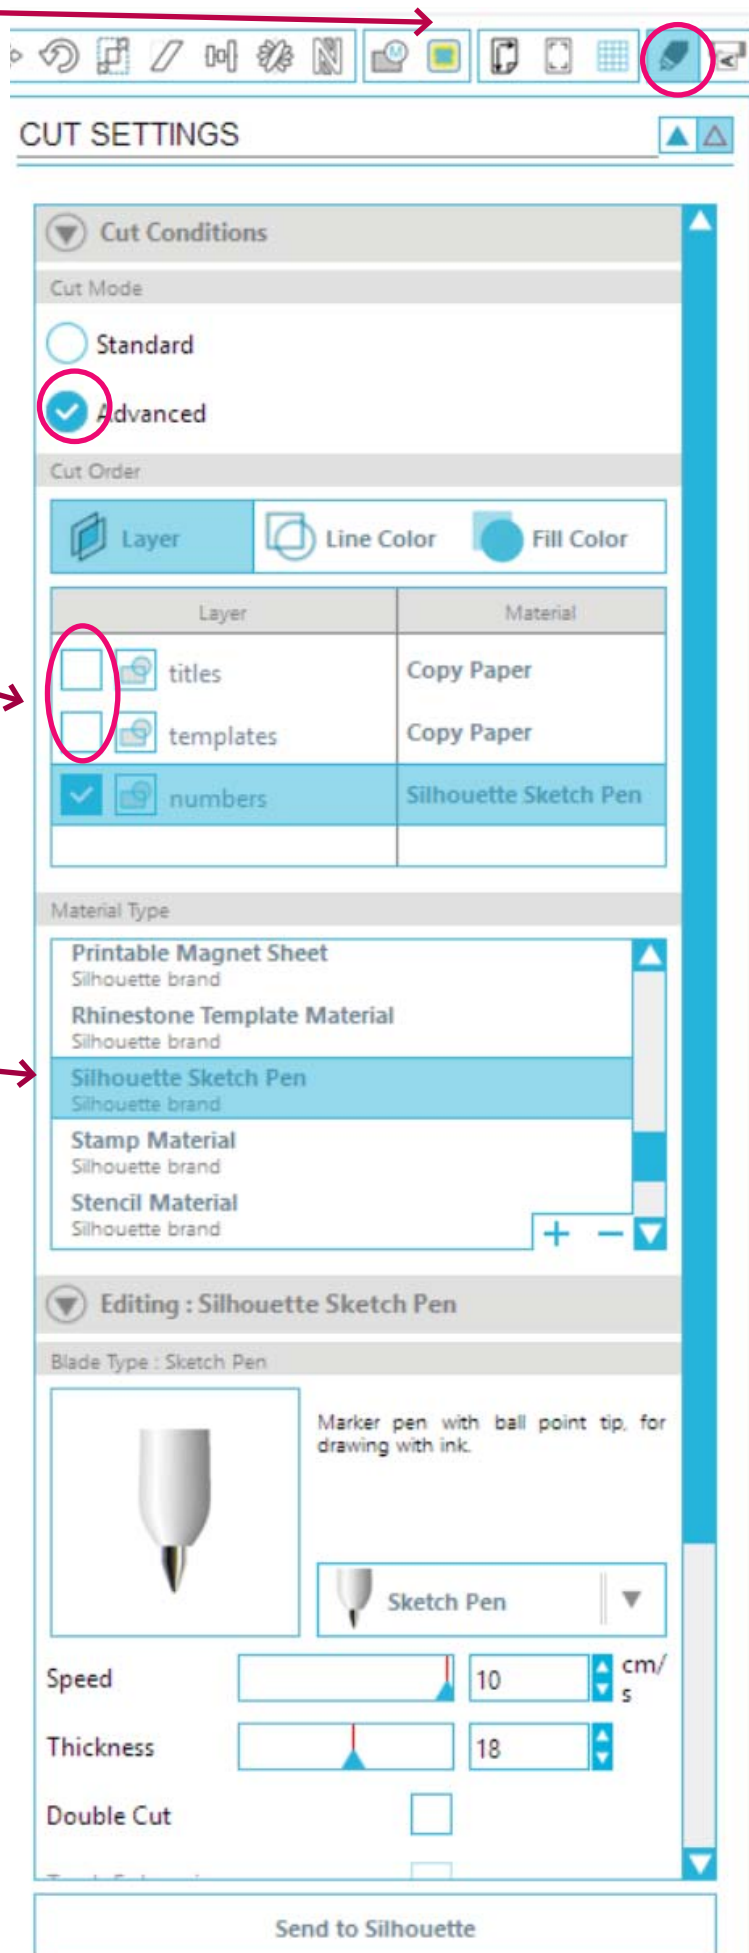 M
CUT SETTINGS
Cut Conditions
Cut Mode
Standard
Advanced
Cut Order
Layer
Line Color
Fill Color
Layer
Material
titles
Copy Paper
templates
Copy Paper
numbers
Silhouette Sketch Pen
Material Type
Printable Magnet Sheet
Silhouette brand
Rhinestone Template Material
Silhouette brand
Silhouette Sketch Pen
Silhouette brand
Stamp Material
Silhouette brand
Stencil Material
Silhouette brand
+ −
Editing : Silhouette Sketch Pen
Blade Type : Sketch Pen
Marker pen with ball point tip, for
drawing with ink.
Sketch Pen
Speed
10
cm/
s
Thickness
18
Double Cut
Send to Silhouette